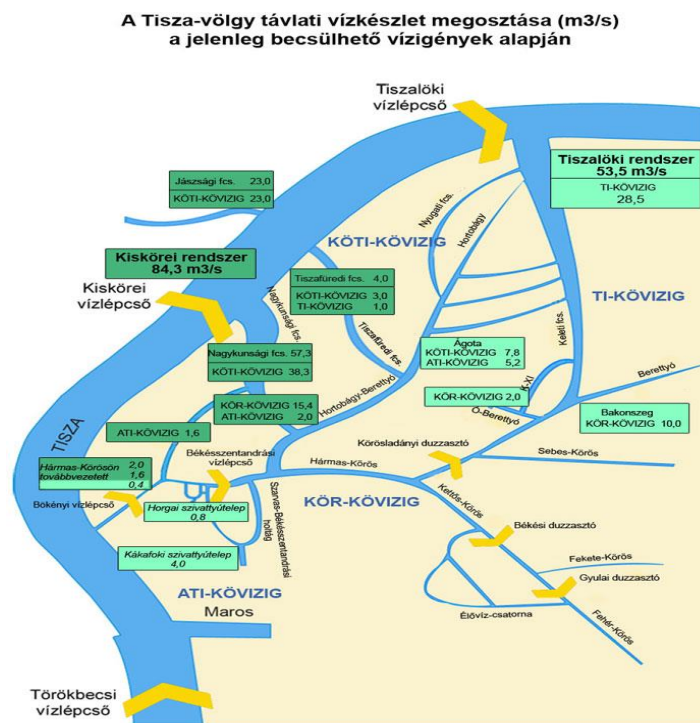 A Tisza-völgy távlati vízkészlet megosztása (m3/s)
a jelenleg becsülhető vízigények alapján
Tiszalöki
vízlépcső
Tiszalöki rendszer
53,5 m3/s
TI-KÖVIZIG
28,5
Jászsági fcs. 23,0
KÖTI-KÖVIZIG 23,0
Nyugati fcs.
Hortobágy
KÖTI-KÖVIZIG
Kiskörei rendszer
84,3 m3/s
Kiskörei
vízlépcső
Tiszafüredi fcs. 4,0
KÖTI-KÖVIZIG 3,0
TI-KÖVIZIG 1,0
TI-KÖVIZIG
Nagykunsági fcs.
Tiszafüredi fcs.
Keleti fcs.
Nagykunsági fcs. 57,3
KÖTI-KÖVIZIG 38,3
Ágota
KÖTI-KÖVIZIG 7,8
ATI-KÖVIZIG 5,2
Berettyó
K-XI
KÖR-KÖVIZIG 2,0
Ó-Berettyó
KÖR-KÖVIZIG 15,4
ATI-KÖVIZIG 2,0
Hortobágy-Berettyó
Bakonszeg
KÖR-KÖVIZIG 10,0
TISZA
ATI-KÖVIZIG 1,6
Körösladányi duzzasztó
Békésszentandrási
vízlépcső
Sebes-Körös
Hármas-Körösön 2,0
továbbvezetett 1,6
0,4
Hármas-Körös
Bökényi vízlépcső
Szarvas-Békésszentandrási
holtág
KÖR-KÖVIZIG
Kettős-Körös
Horgai szivattyútelep
0,8
Békési duzzasztó
Kákafoki szivattyútelep
4,0
Fekete-Körös
Gyulai duzzasztó
ATI-KÖVIZIG
Maros
Élővíz-csatorna
Fehér-Körös
Törökbecsi
vízlépcső